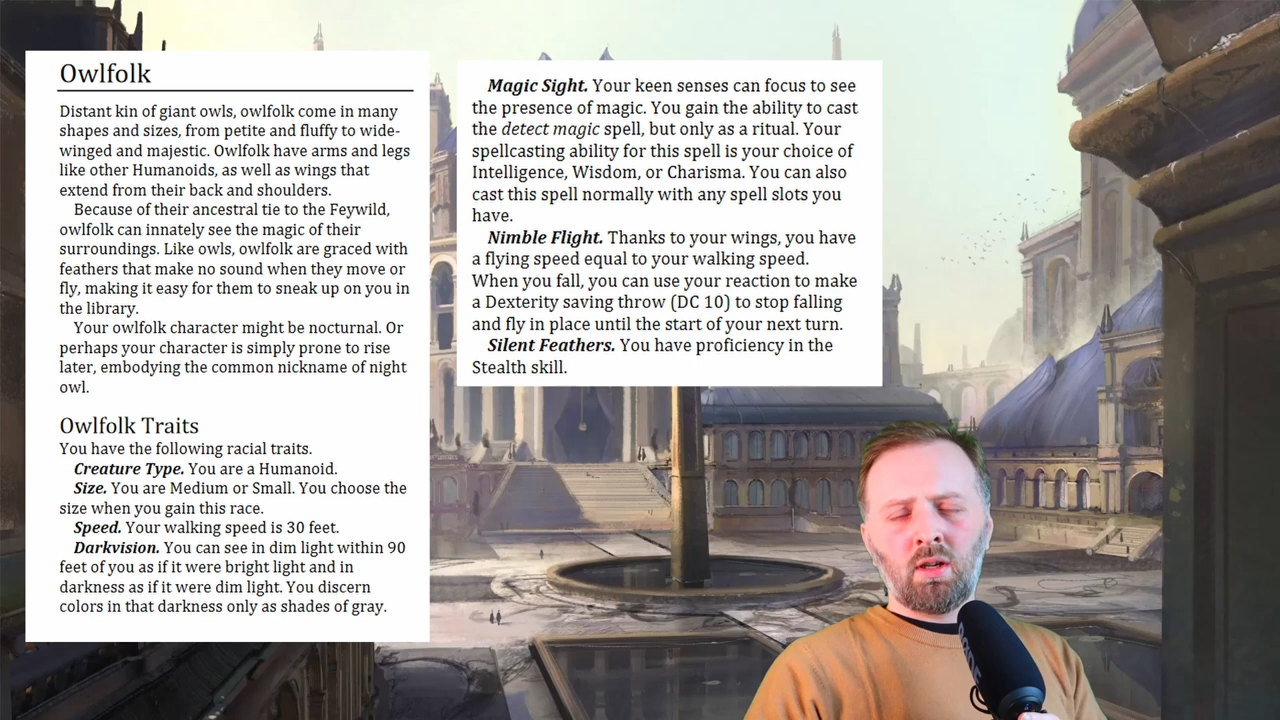 Owlfolk
Distant kin of giant owls, owlfolk come in many
shapes and sizes, from petite and fluffy to wide-
winged and majestic. Owlfolk have arms and legs
like other Humanoids, as well as wings that
extend from their back and shoulders.
Because of their ancestral tie to the Feywild,
owlfolk can innately see the magic of their
surroundings. Like owls, owlfolk are graced with
feathers that make no sound when they move or
fly, making it easy for them to sneak up on you in
the library.
Your owlfolk character might be nocturnal. Or
perhaps your character is simply prone to rise
later, embodying the common nickname of night
owl.
Owlfolk Traits
You have the following racial traits.
Creature Type. You are a Humanoid.
Size. You are Medium or Small. You choose the
size when you gain this race.
Speed. Your walking speed is 30 feet.
Darkvision. You can see in dim light within 90
feet of you as if it were bright light and in
darkness as if it were dim light. You discern
colors in that darkness only as shades of gray.
Magic Sight. Your keen senses can focus to see
the presence of magic. You gain the ability to cast
the detect magic spell, but only as a ritual. Your
spellcasting ability for this spell is your choice of
Intelligence, Wisdom, or Charisma. You can also
cast this spell normally with any spell slots you
have.
Nimble Flight. Thanks to your wings, you have
a flying speed equal to your walking speed.
When you fall, you can use your reaction to make
a Dexterity saving throw (DC 10) to stop falling
and fly in place until the start of your next turn.
Silent Feathers. You have proficiency in the
Stealth skill.